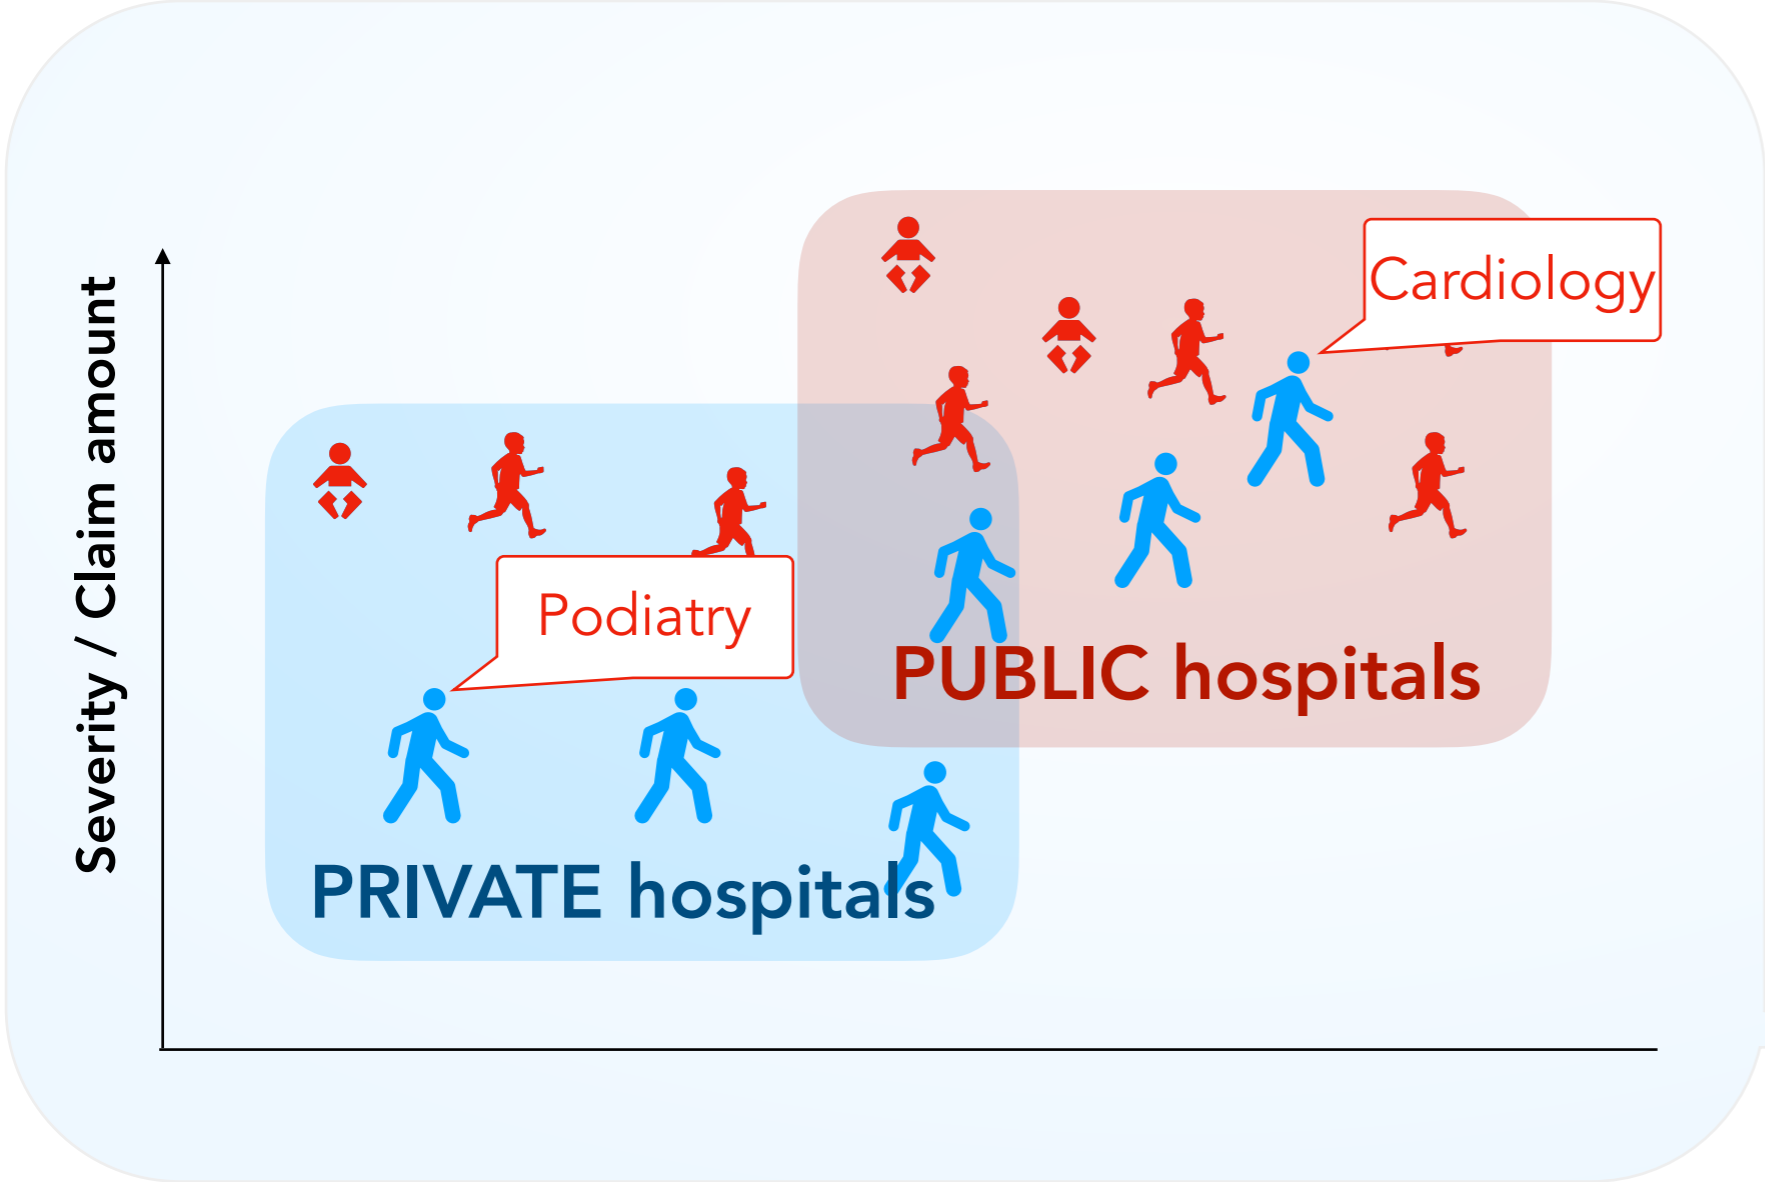 Severity / Claim amount
Cardiology
Podiatry
PUBLIC hospitals
PRIVATE hospitals